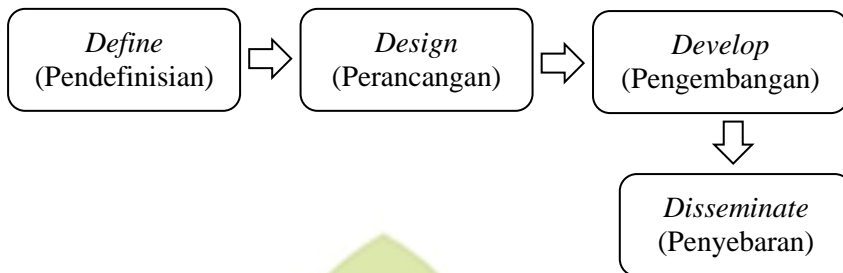 Define
(Pendefinisian)
Design
(Perancangan)
Develop
(Pengembangan)
Disseminate
(Penyebaran)